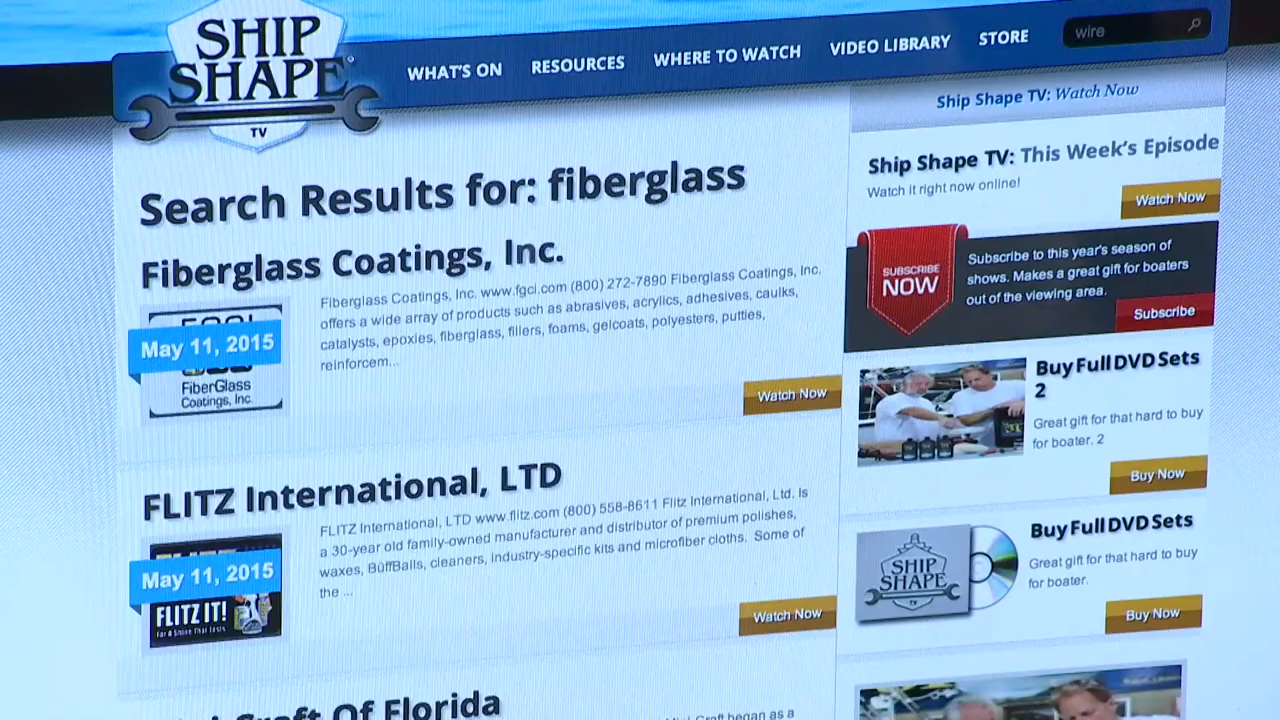 SHIP
SHAPE
TV
WHAT'S ON
RESOURCES
WHERE TO WATCH
VIDEO LIBRARY
STORE
wire
Search Results for: fiberglass
Fiberglass Coatings, Inc.
May 11, 2015
FiberGlass
Coatings, Inc.
Fiberglass Coatings, Inc. www.fgci.com (800) 272-7890 Fiberglass Coatings, Inc.
offers a wide array of products such as abrasives, acrylics, adhesives, caulks,
catalysts, epoxies, fiberglass, fillers, foams, gelcoats, polyesters, putties,
reinforcem...
Watch Now
FLITZ International, LTD
May 11, 2015
FLITZ IT!
For A Shine That Lasts
FLITZ International, LTD www.flitz.com (800) 558-8611 Flitz International, Ltd. is
a 30-year old family-owned manufacturer and distributor of premium polishes,
waxes, BuffBalls, cleaners, industry-specific kits and microfiber cloths. Some of
the ...
Watch Now
Craft Of Florida
Craft began as a
Ship Shape TV: Watch Now
Ship Shape TV: This Week's Episode
Watch it right now online!
Watch Now
SUBSCRIBE
NOW
Subscribe to this year's season of
shows. Makes a great gift for boaters
out of the viewing area.
Subscribe
Buy Full DVD Sets
2
Great gift for that hard to buy
for boater. 2
Buy Now
SHIP
SHAPE
TV
Buy Full DVD Sets
Great gift for that hard to buy
for boater.
Buy Now